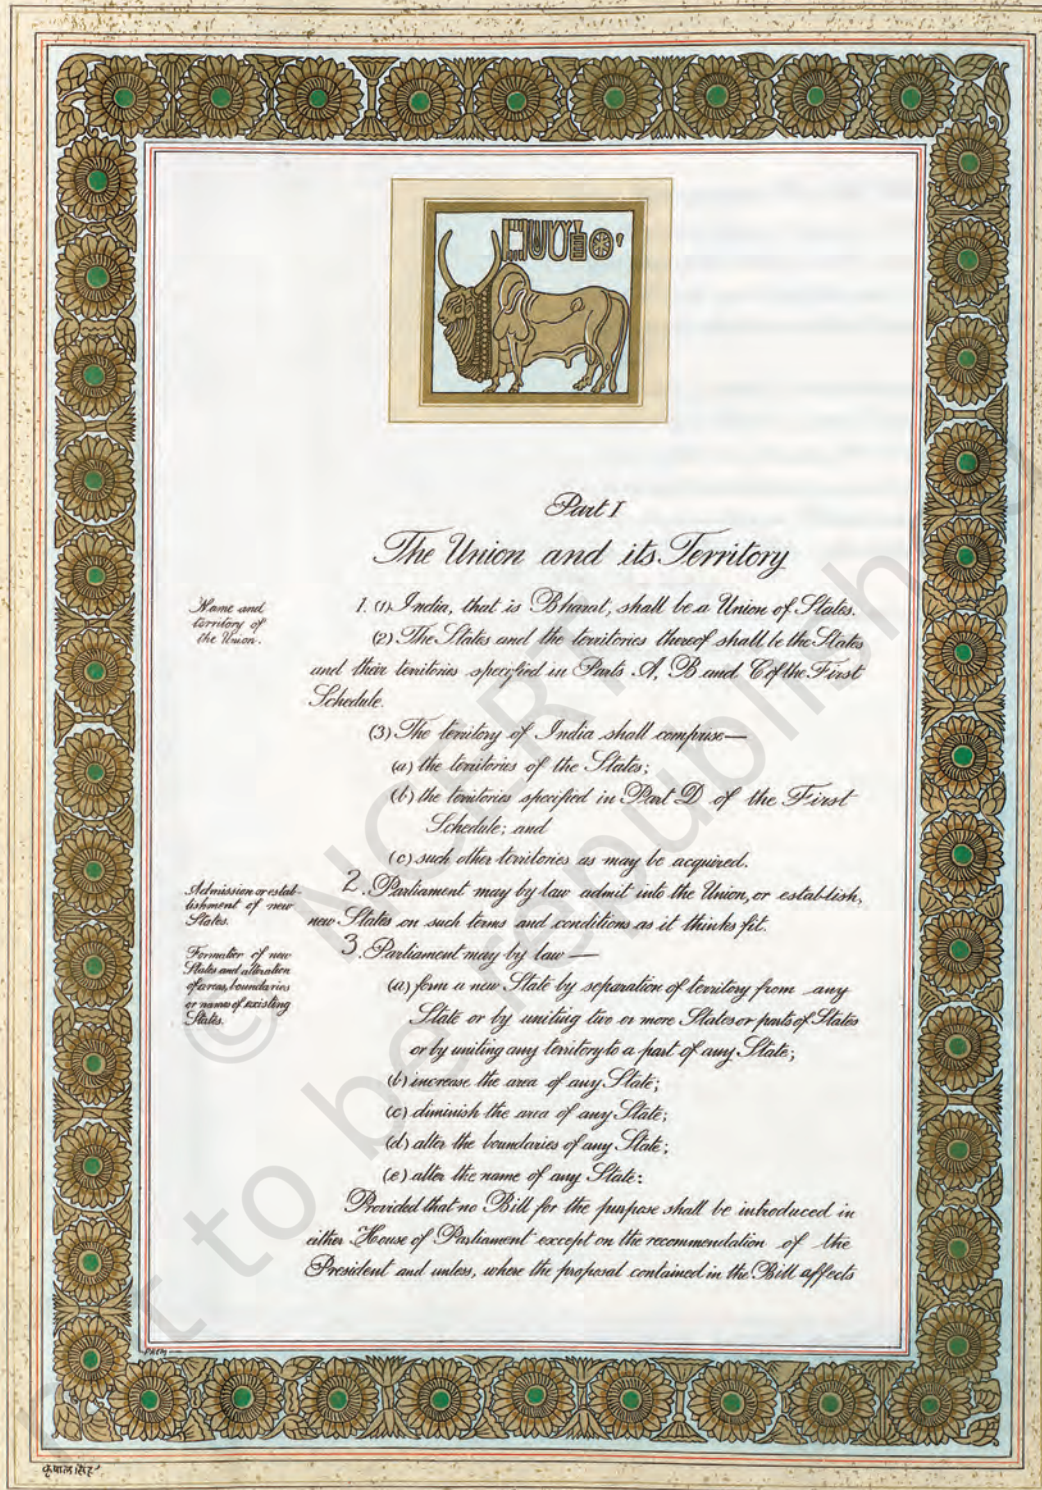 Part I
The Union and its Territory
Name and
territory of
the Union.
1. (1) India, that is Bharat, shall be a Union of States.
(2) The States and the territories thereof shall be the States
and their territories specified in Parts A, B and C of the First
Schedule.
(3) The territory of India shall comprise—
(a) the territories of the States;
(b) the territories specified in Part D of the First
Schedule; and
(c) such other territories as may be acquired.
Admission or estab-
lishment of new
States.
2. Parliament may by law admit into the Union, or establish,
new States on such terms and conditions as it thinks fit.
Formation of new
States and alteration
of areas, boundaries
or names of existing
States.
3. Parliament may by law —
(a) form a new State by separation of territory from any
State or by uniting two or more States or parts of States
or by uniting any territory to a part of any State;
(b) increase the area of any State;
(c) diminish the area of any State;
(d) alter the boundaries of any State;
(e) alter the name of any State:
Provided that no Bill for the purpose shall be introduced in
either House of Parliament except on the recommendation of the
President and unless, where the proposal contained in the Bill affects
कृपाल सिंह
© NCERT
not to be republished